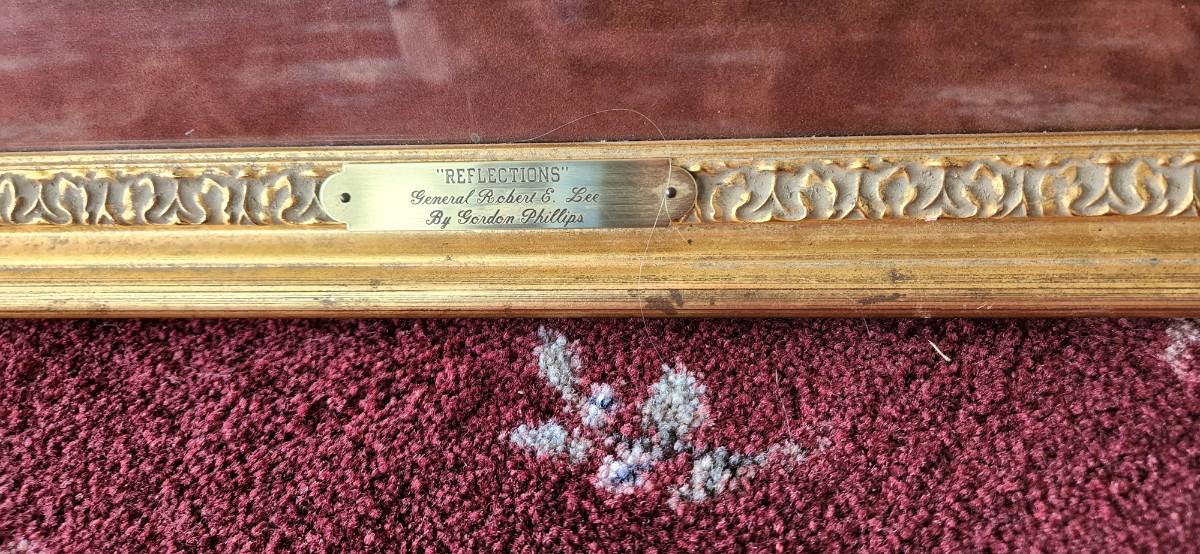 "REFLECTIONS"
General Robert E. Lee
By Gordon Phillips